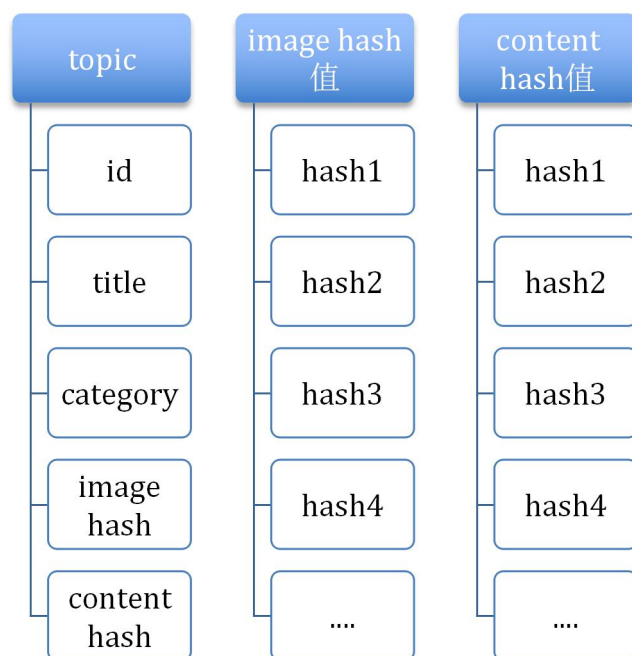 topic
id
title
category
image
hash
content
hash
image hash
值
hash1
hash2
hash3
hash4
....
content
hash值
hash1
hash2
hash3
hash4
....